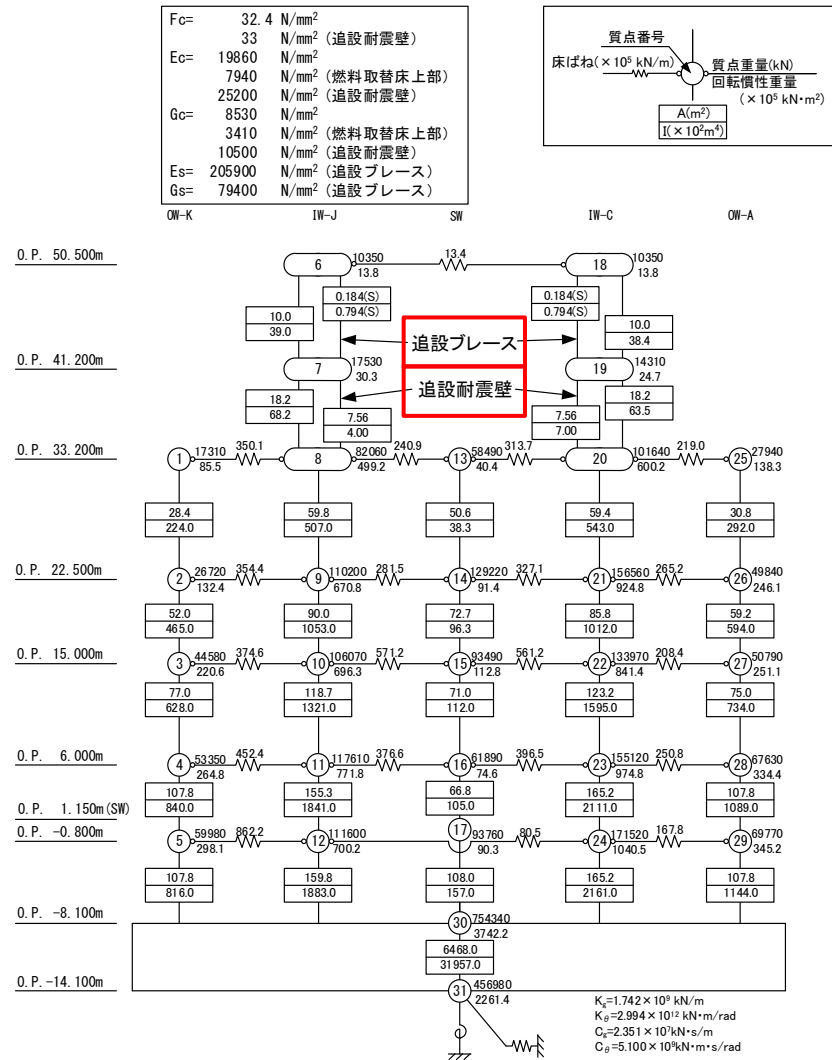 Fc= 32.4 N/mm²
33 N/mm² (追設耐震壁)
Ec= 19860 N/mm²
7940 N/mm² (燃料取替床上部)
25200 N/mm² (追設耐震壁)
Gc= 8530 N/mm²
3410 N/mm² (燃料取替床上部)
10500 N/mm² (追設耐震壁)
Es= 205900 N/mm² (追設ブレース)
Gs= 79400 N/mm² (追設ブレース)
質点番号
床ばね(×10⁵ kN/m)
質点重量(kN)
回転慣性重量
(×10⁵ kN・m²)
A(m²)
I(×10²m⁴)
OW-K IW-J SW IW-C OW-A
O.P. 50.500m 6 10350 13.4 18 10350
13.8 13.8
0.184(S) 0.184(S)
0.794(S) 0.794(S)
10.0 10.0
39.0 38.4
追設ブレース
O.P. 41.200m 7 17530 19 14310
30.3 24.7
追設耐震壁
18.2 18.2
68.2 63.5
7.56 7.56
4.00 7.00
O.P. 33.200m 1 17310 350.1 8 82060 240.9 13 58490 313.7 20 101640 219.0 25 27940
85.5 499.2 40.4 600.2 138.3
28.4 59.8 50.6 59.4 30.8
224.0 507.0 38.3 543.0 292.0
O.P. 22.500m 2 26720 354.4 9 110200 281.5 14 129220 327.1 21 156560 265.2 26 49840
132.4 670.8 91.4 924.8 246.1
52.0 90.0 72.7 85.8 59.2
465.0 1053.0 96.3 1012.0 594.0
O.P. 15.000m 3 44580 374.6 10 106070 571.2 15 93490 561.2 22 133970 208.4 27 50790
220.6 696.3 112.8 841.4 251.1
77.0 118.7 71.0 123.2 75.0
628.0 1321.0 112.0 1595.0 734.0
O.P. 6.000m 4 53350 452.4 11 117610 376.6 16 61890 396.5 23 155120 250.8 28 67630
264.8 771.8 74.6 974.8 334.4
107.8 155.3 66.8 165.2 107.8
840.0 1841.0 105.0 2111.0 1089.0
O.P. 1.150m(SW)
O.P. -0.800m 5 59980 862.2 12 111600 17 93760 80.5 24 171520 167.8 29 69770
298.1 700.2 90.3 1040.5 345.2
107.8 159.8 108.0 165.2 107.8
816.0 1883.0 157.0 2161.0 1144.0
O.P. -8.100m 30 754340
3742.2
6468.0
31957.0
O.P.-14.100m 31 456980
2261.4
Kg=1.742×10⁹ kN/m
Kθ=2.994×10¹² kN・m/rad
Cg=2.351×10⁷kN・s/m
Cθ=5.100×10⁹kN・m・s/rad